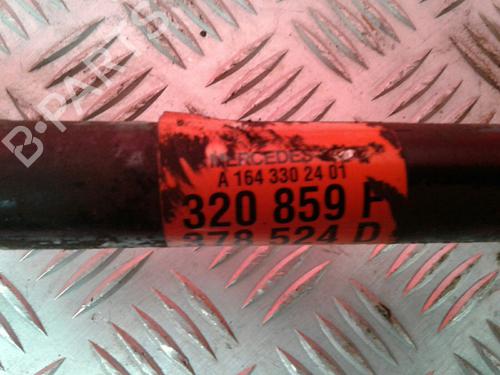 B-PARTS
MERCEDES
A 164 330 24 01
320 859 F
378 524 D